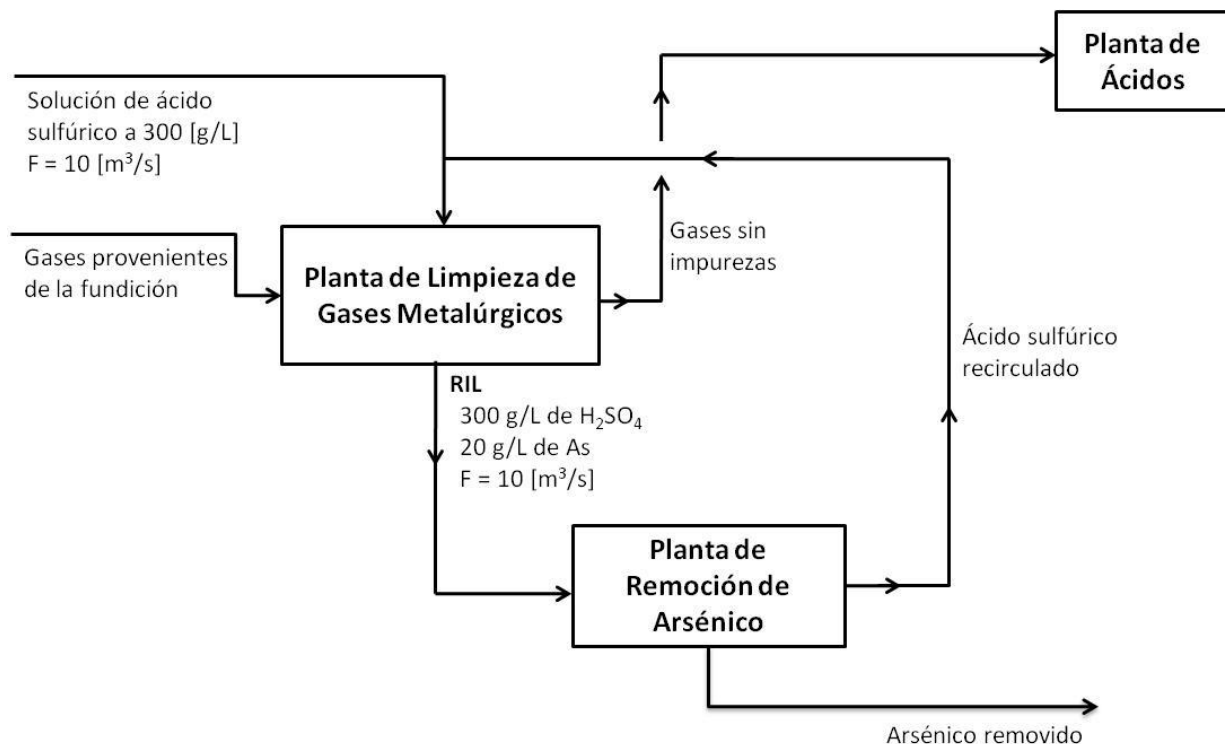 Planta de
Ácidos
Solución de ácido
sulfúrico a 300 [g/L]
F = 10 [m³/s]
Gases provenientes
de la fundición
Planta de Limpieza de
Gases Metalúrgicos
Gases sin
impurezas
Ácido sulfúrico
recirculado
RIL
300 g/L de H₂SO₄
20 g/L de As
F = 10 [m³/s]
Planta de
Remoción de
Arsénico
Arsénico removido